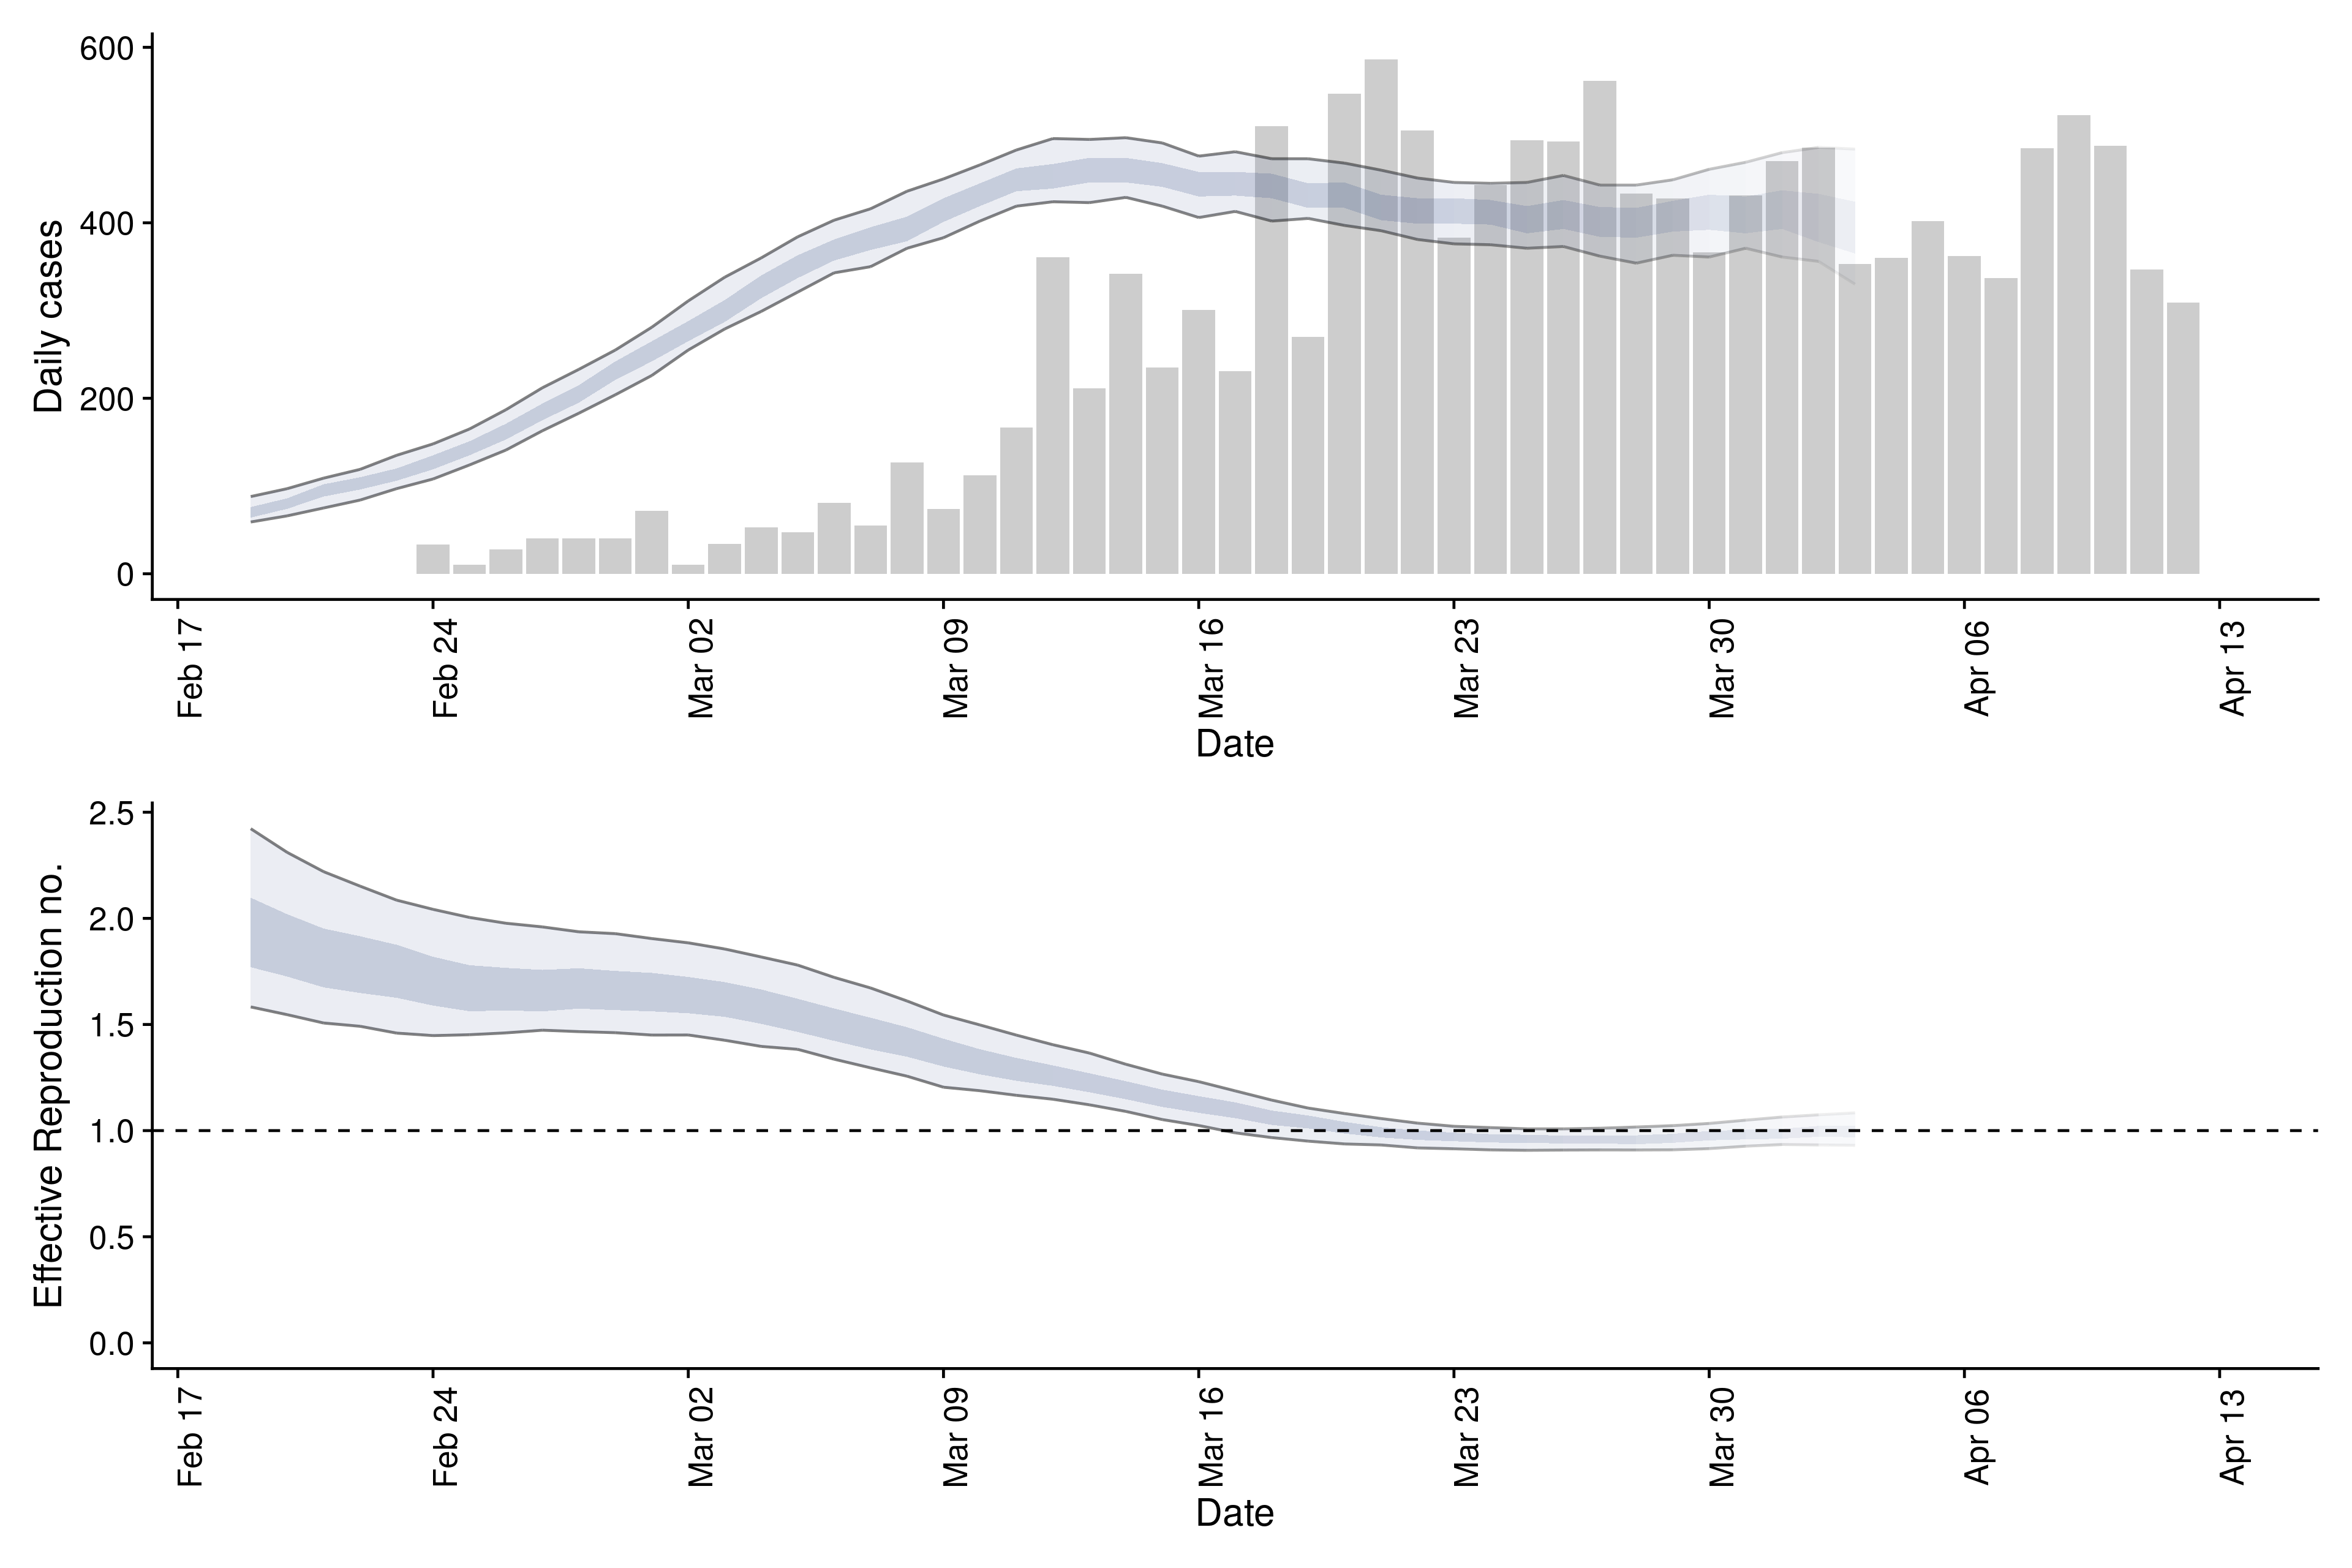 Daily cases
600
400
200
0
Feb 17
Feb 24
Mar 02
Mar 09
Mar 16
Mar 23
Mar 30
Apr 06
Apr 13
Date
Effective Reproduction no.
2.5
2.0
1.5
1.0
0.5
0.0
Feb 17
Feb 24
Mar 02
Mar 09
Mar 16
Mar 23
Mar 30
Apr 06
Apr 13
Date